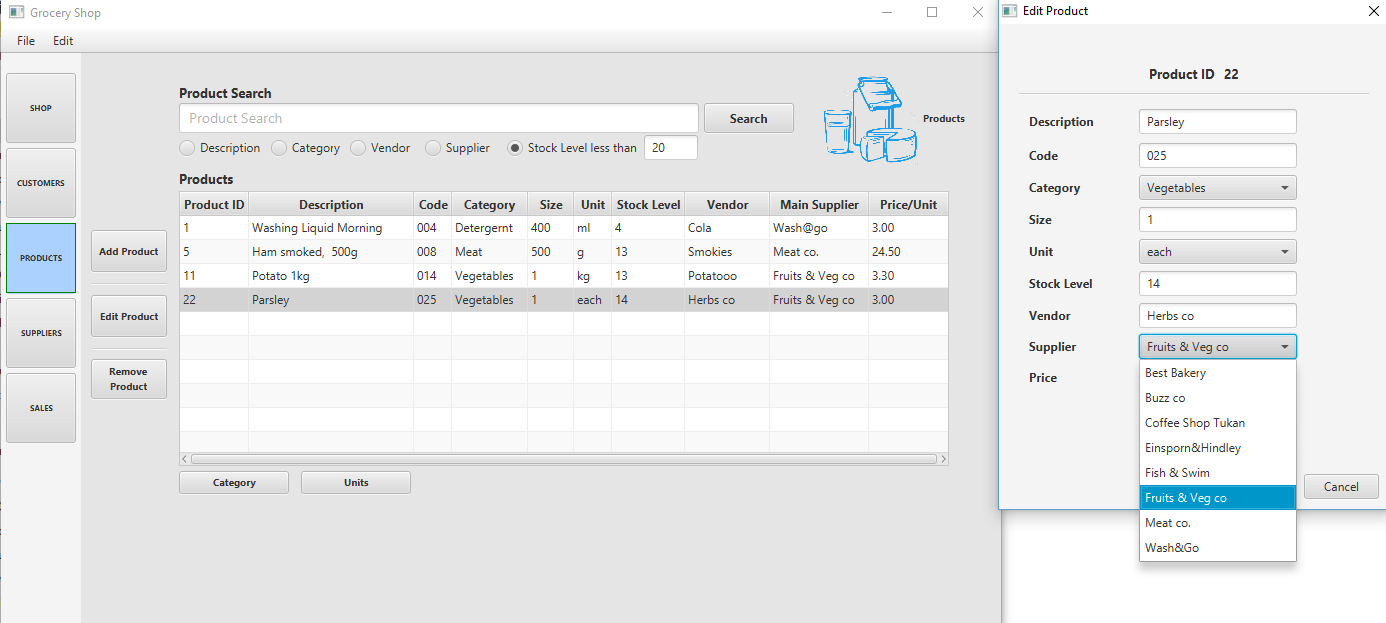 Grocery Shop
File Edit
SHOP
CUSTOMERS
PRODUCTS
SUPPLIERS
SALES
Add Product
Edit Product
Remove
Product
Product Search
Product Search Search
Description Category Vendor Supplier Stock Level less than 20
Products
Products
Product ID Description Code Category Size Unit Stock Level Vendor Main Supplier Price/Unit
1 Washing Liquid Morning 004 Detergernt 400 ml 4 Cola Wash@go 3.00
5 Ham smoked, 500g 008 Meat 500 g 13 Smokies Meat co. 24.50
11 Potato 1kg 014 Vegetables 1 kg 13 Potatooo Fruits & Veg co 3.30
22 Parsley 025 Vegetables 1 each 14 Herbs co Fruits & Veg co 3.00
Category Units
Edit Product
Product ID 22
Description Parsley
Code 025
Category Vegetables
Size 1
Unit each
Stock Level 14
Vendor Herbs co
Supplier Fruits & Veg co
Price
Best Bakery
Buzz co
Coffee Shop Tukan
Einsporn&Hindley
Fish & Swim
Fruits & Veg co
Meat co.
Wash&Go
Cancel